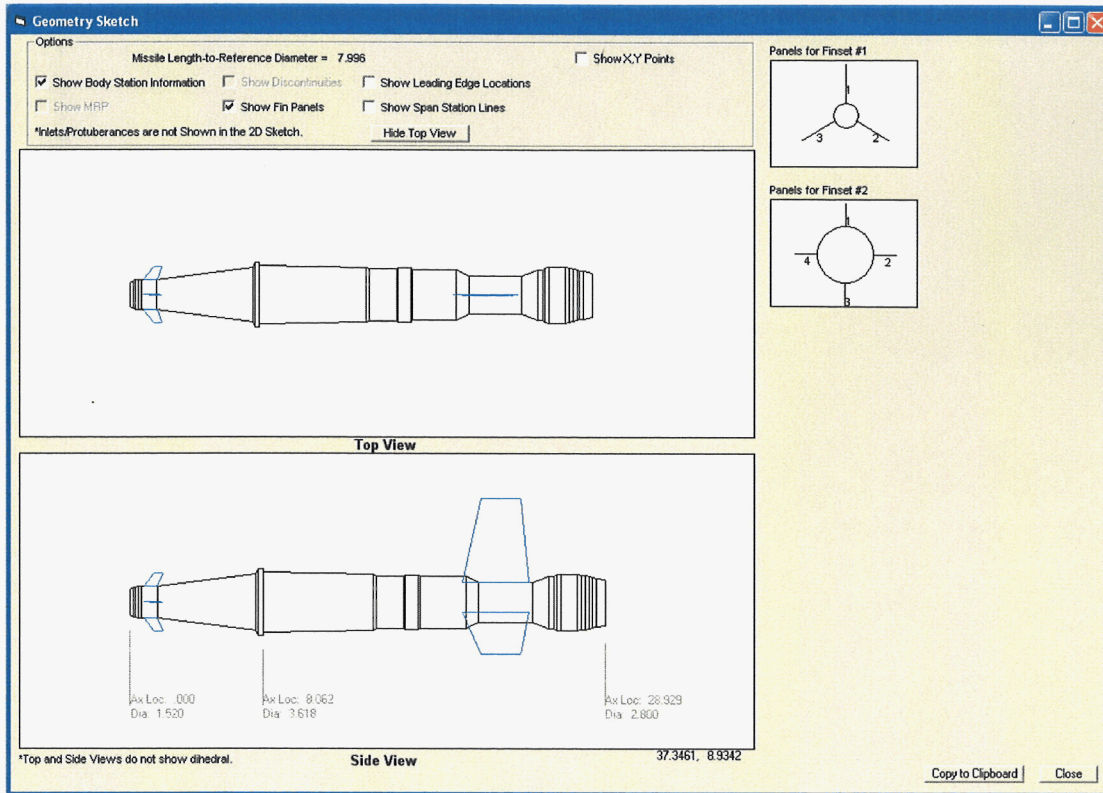 Geometry Sketch
Options
Missile Length-to-Reference Diameter = 7.996
Show X,Y Points
Show Body Station Information
Show Discontinuities
Show Leading Edge Locations
Show MRP
Show Fin Panels
Show Span Station Lines
*Inlets/Protuberances are not Shown in the 2D Sketch.
Hide Top View
Panels for Finset #1
1
3
2
Panels for Finset #2
1
4
2
3
Top View
Ax Loc: .000
Dia: 1.520
Ax Loc: 8.062
Dia: 3.618
Ax Loc: 28.929
Dia: 2.800
*Top and Side Views do not show dihedral.
Side View
37.3461, 8.9342
Copy to Clipboard
Close